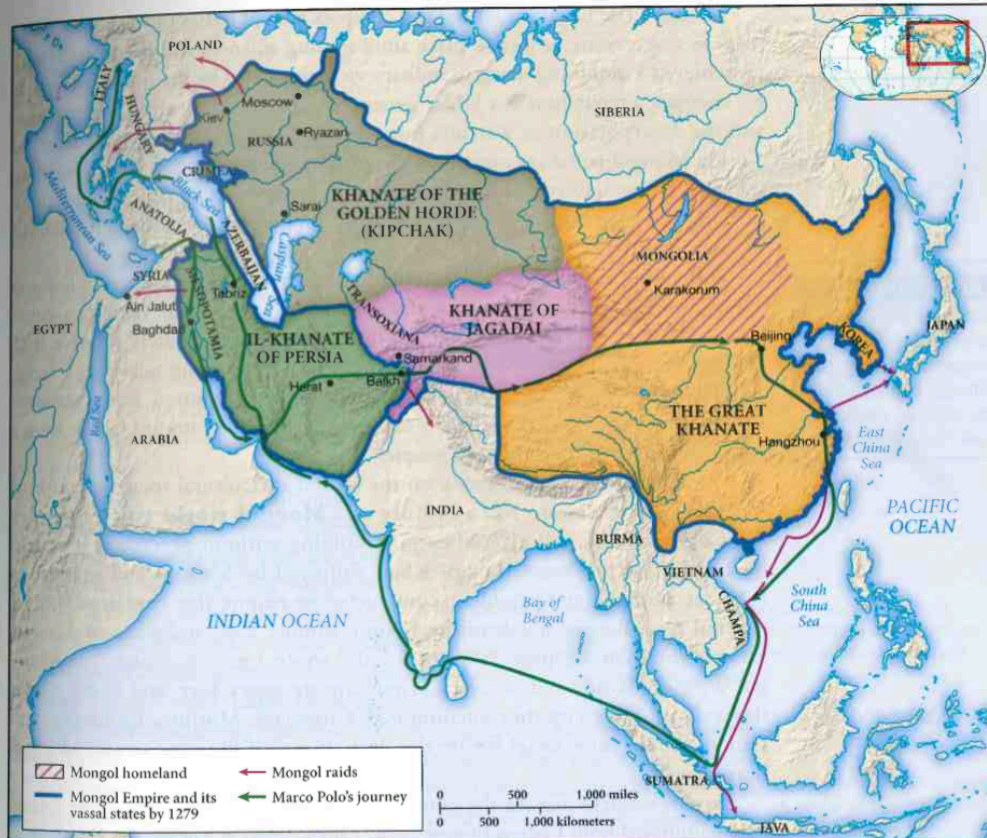 POLAND
ITALY
HUNGARY
Kiev
Moscow
Ryazan
RUSSIA
SIBERIA
CRIMEA
Black Sea
Mediterranean Sea
ANATOLIA
AZERBAIJAN
Sarai
Caspian Sea
KHANATE OF THE
GOLDEN HORDE
(KIPCHAK)
MONGOLIA
Karakorum
SYRIA
MESOPOTAMIA
Tabriz
Ain Jalut
Baghdad
EGYPT
TRANSOXIANA
KHANATE OF
JAGADAI
IL-KHANATE
OF PERSIA
Samarkand
Balkh
Herat
Beijing
KOREA
JAPAN
THE GREAT
KHANATE
Hangzhou
Red Sea
ARABIA
East
China
Sea
PACIFIC
OCEAN
INDIA
BURMA
VIETNAM
CHAMPA
INDIAN OCEAN
Bay of
Bengal
South
China
Sea
SUMATRA
JAVA
Mongol homeland
Mongol raids
Mongol Empire and its
vassal states by 1279
Marco Polo's journey
0 500 1,000 miles
0 500 1,000 kilometers